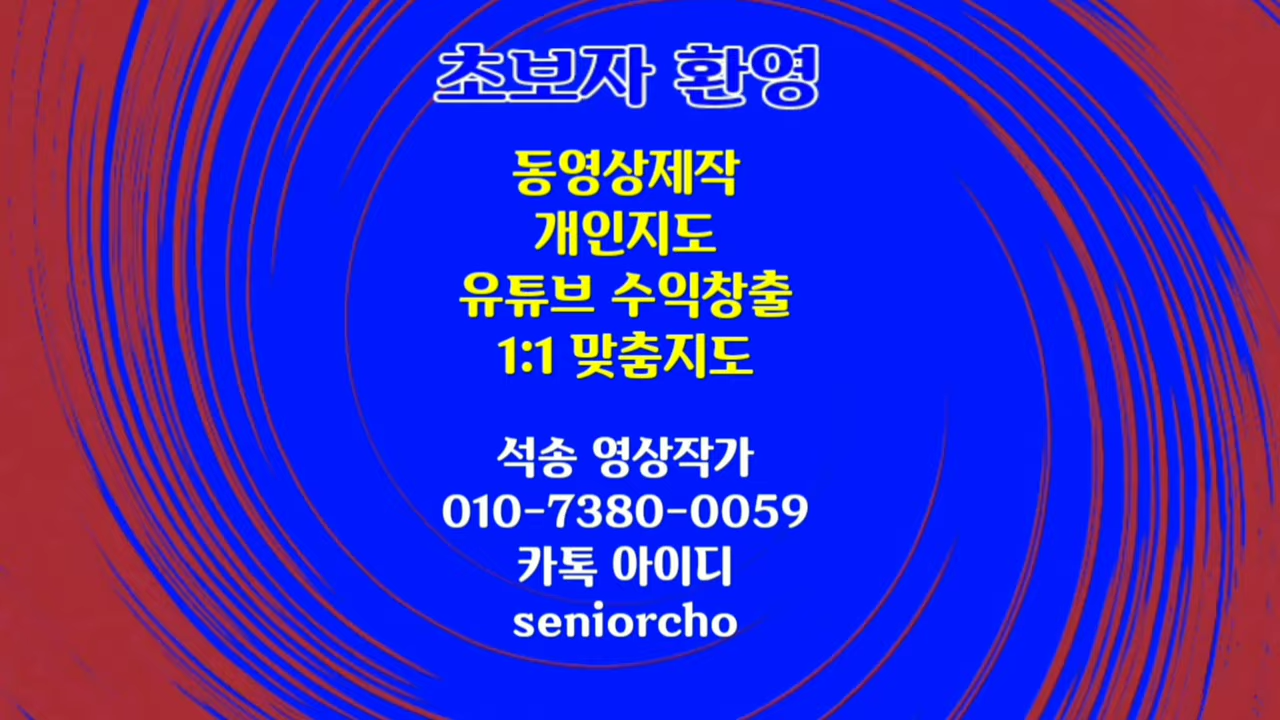 초보자 환영
동영상제작
개인지도
유튜브 수익창출
1:1 맞춤지도
석송 영상작가
010-7380-0059
카톡 아이디
seniorcho